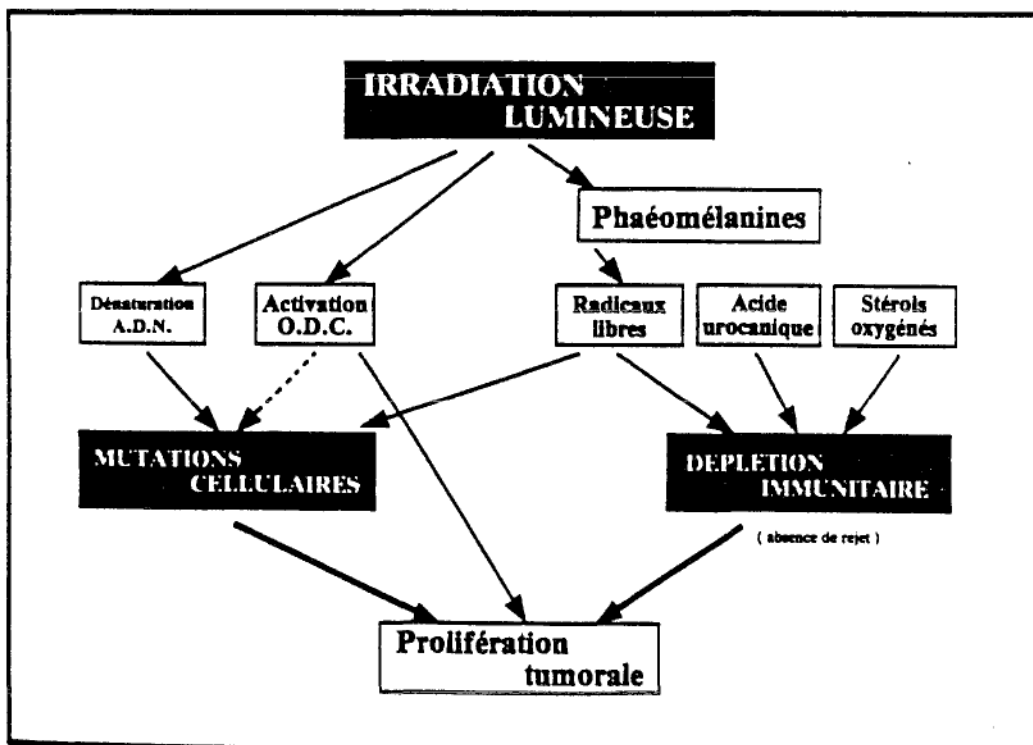 IRRADIATION
LUMINEUSE
Phaéomélanines
Dénaturation
A.D.N.
Activation
O.D.C.
Radicaux
libres
Acide
urocanique
Stérols
oxygénés
MUTATIONS
CELLULAIRES
DEPLETION
IMMUNITAIRE
( absence de rejet )
Prolifération
tumorale